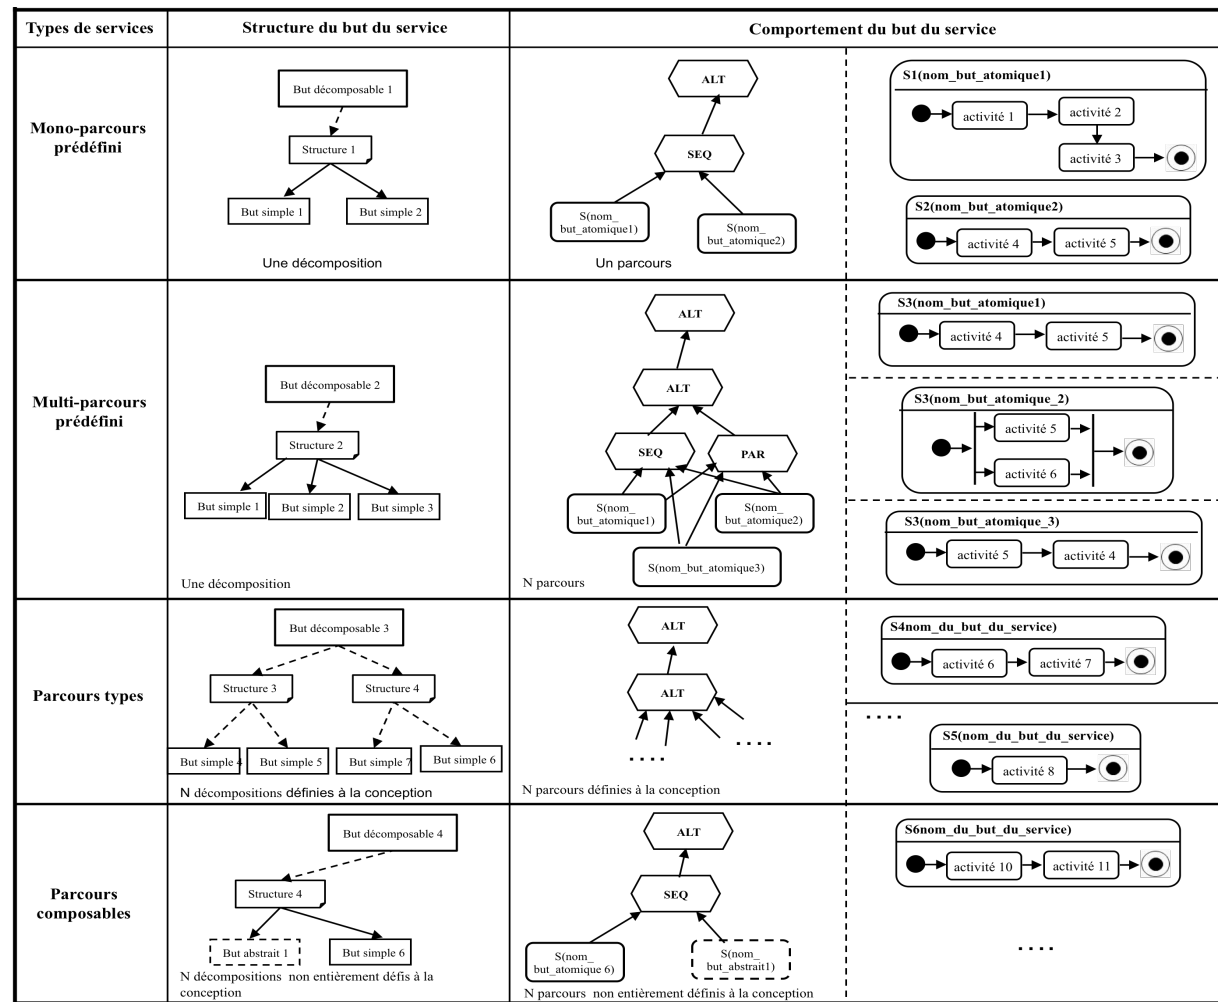 Types de services
Structure du but du service
Comportement du but du service
Mono-parcours
prédéfini
But décomposable 1
Structure 1
But simple 1
But simple 2
Une décomposition
ALT
SEQ
S(nom_
but_atomique1)
S(nom_
but_atomique2)
Un parcours
S1(nom_but_atomique1)
activité 1
activité 2
activité 3
S2(nom_but_atomique2)
activité 4
activité 5
Multi-parcours
prédéfini
But décomposable 2
Structure 2
But simple 1
But simple 2
But simple 3
Une décomposition
ALT
ALT
SEQ
PAR
S(nom_
but_atomique1)
S(nom_
but_atomique2)
S(nom_but_atomique3)
N parcours
S3(nom_but_atomique1)
activité 4
activité 5
S3(nom_but_atomique_2)
activité 5
activité 6
S3(nom_but_atomique_3)
activité 5
activité 4
Parcours types
But décomposable 3
Structure 3
Structure 4
But simple 4
But simple 5
But simple 7
But simple 6
N décompositions définies à la conception
ALT
ALT
. . . .
. . . .
N parcours définies à la conception
S4nom_du_but_du_service)
activité 6
activité 7
. . . .
S5(nom_du_but_du_service)
activité 8
Parcours
composables
But décomposable 4
Structure 4
But abstrait 1
But simple 6
N décompositions non entièrement défis à la
conception
ALT
SEQ
S(nom_
but_atomique 6)
S(nom_
but_abstrait1)
N parcours non entièrement définis à la conception
S6nom_du_but_du_service)
activité 10
activité 11
. . . .